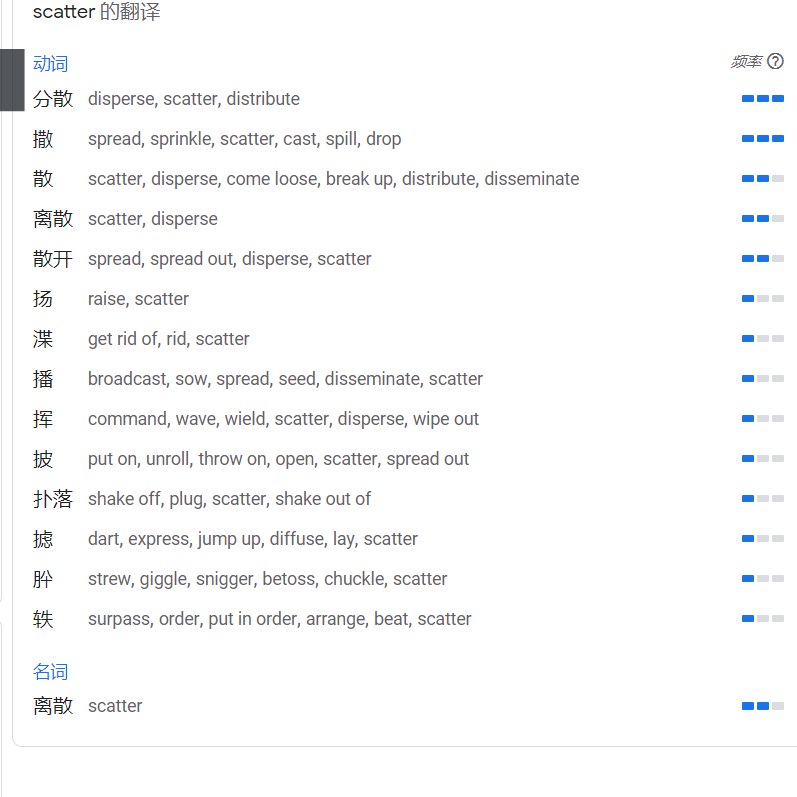 scatter 的翻译
动词 频率
分散 disperse, scatter, distribute
撒 spread, sprinkle, scatter, cast, spill, drop
散 scatter, disperse, come loose, break up, distribute, disseminate
离散 scatter, disperse
散开 spread, spread out, disperse, scatter
扬 raise, scatter
渫 get rid of, rid, scatter
播 broadcast, sow, spread, seed, disseminate, scatter
挥 command, wave, wield, scatter, disperse, wipe out
披 put on, unroll, throw on, open, scatter, spread out
扑落 shake off, plug, scatter, shake out of
摅 dart, express, jump up, diffuse, lay, scatter
strew, giggle, snigger, betoss, chuckle, scatter
轶 surpass, order, put in order, arrange, beat, scatter
名词
离散 scatter